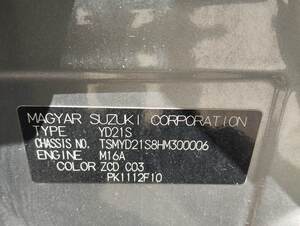 MAGYAR SUZUKI CORPORATION
TYPE YD21S
CHASSIS NO. TSMYD21S8HM300006
ENGINE M16A
COLOR ZCD C03
PK1112F10